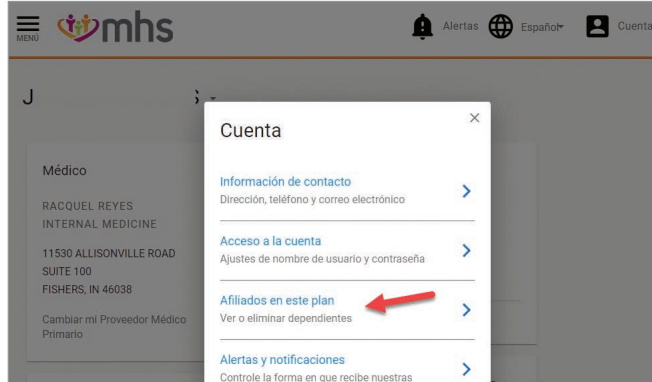 MENÚ
mhs
Alertas
Español
Cuenta
J
Cuenta
Médico
RACQUEL REYES
INTERNAL MEDICINE
11530 ALLISONVILLE ROAD
SUITE 100
FISHERS, IN 46038
Cambiar mi Proveedor Médico
Primario
Información de contacto
Dirección, teléfono y correo electrónico
Acceso a la cuenta
Ajustes de nombre de usuario y contraseña
Afiliados en este plan
Ver o eliminar dependientes
Alertas y notificaciones
Controle la forma en que recibe nuestras